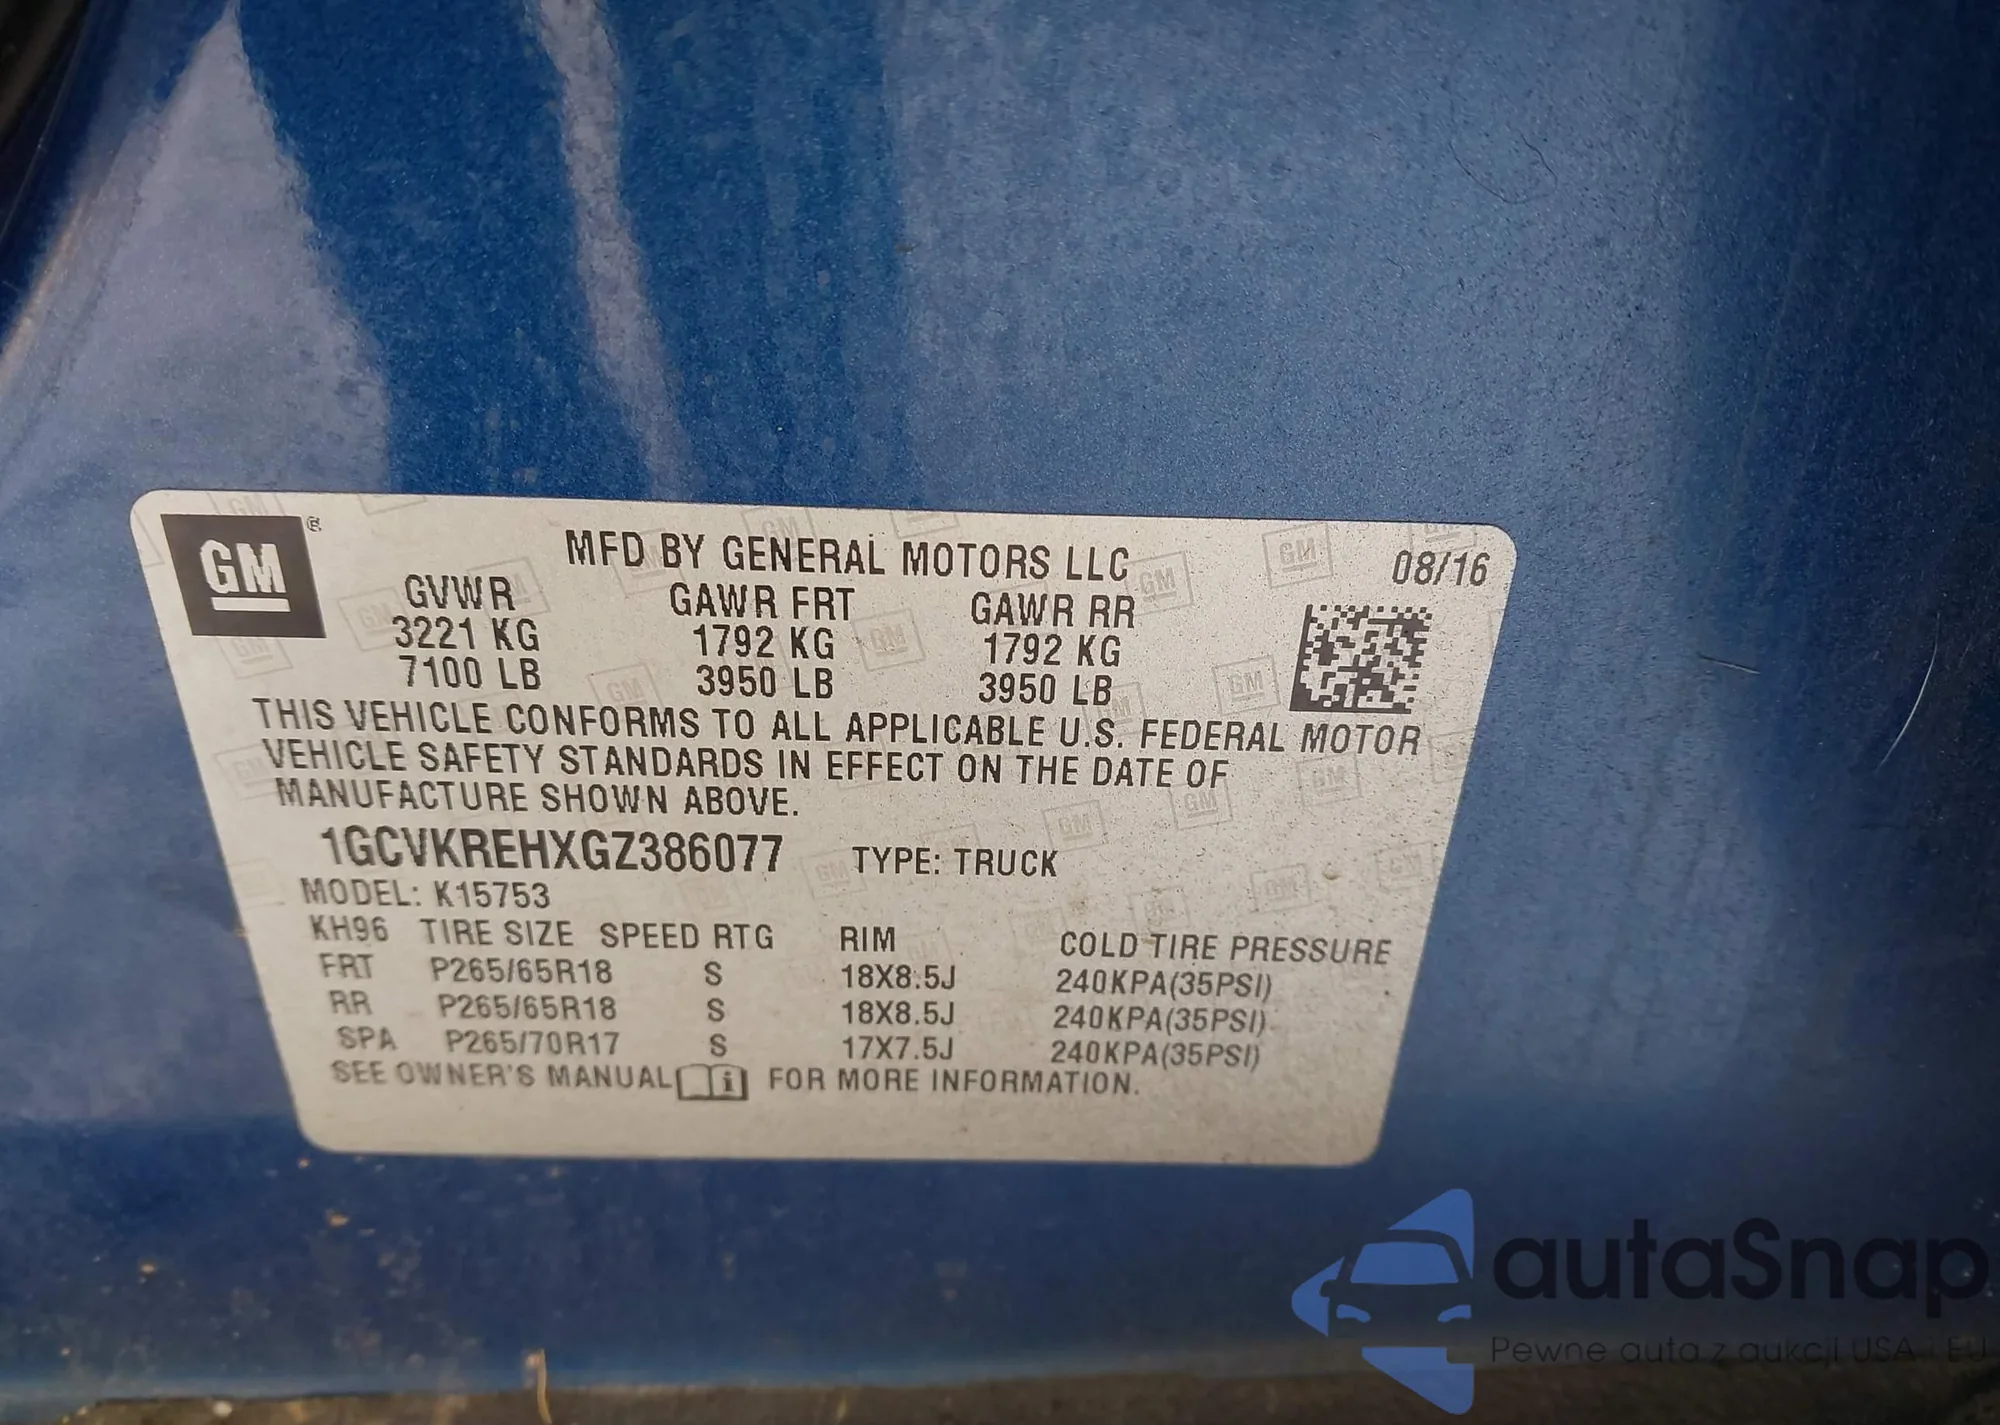 GM
MFD BY GENERAL MOTORS LLC
08/16
GVWR GAWR FRT GAWR RR
3221 KG 1792 KG 1792 KG
7100 LB 3950 LB 3950 LB
THIS VEHICLE CONFORMS TO ALL APPLICABLE U.S. FEDERAL MOTOR
VEHICLE SAFETY STANDARDS IN EFFECT ON THE DATE OF
MANUFACTURE SHOWN ABOVE.
1GCVKREHXGZ386077 TYPE: TRUCK
MODEL: K15753
KH96 TIRE SIZE SPEED RTG RIM COLD TIRE PRESSURE
FRT P265/65R18 S 18X8.5J 240KPA(35PSI)
RR P265/65R18 S 18X8.5J 240KPA(35PSI)
SPA P265/70R17 S 17X7.5J 240KPA(35PSI)
SEE OWNER'S MANUAL FOR MORE INFORMATION.
autaSnap
Pewne auta z aukcji USA i EU